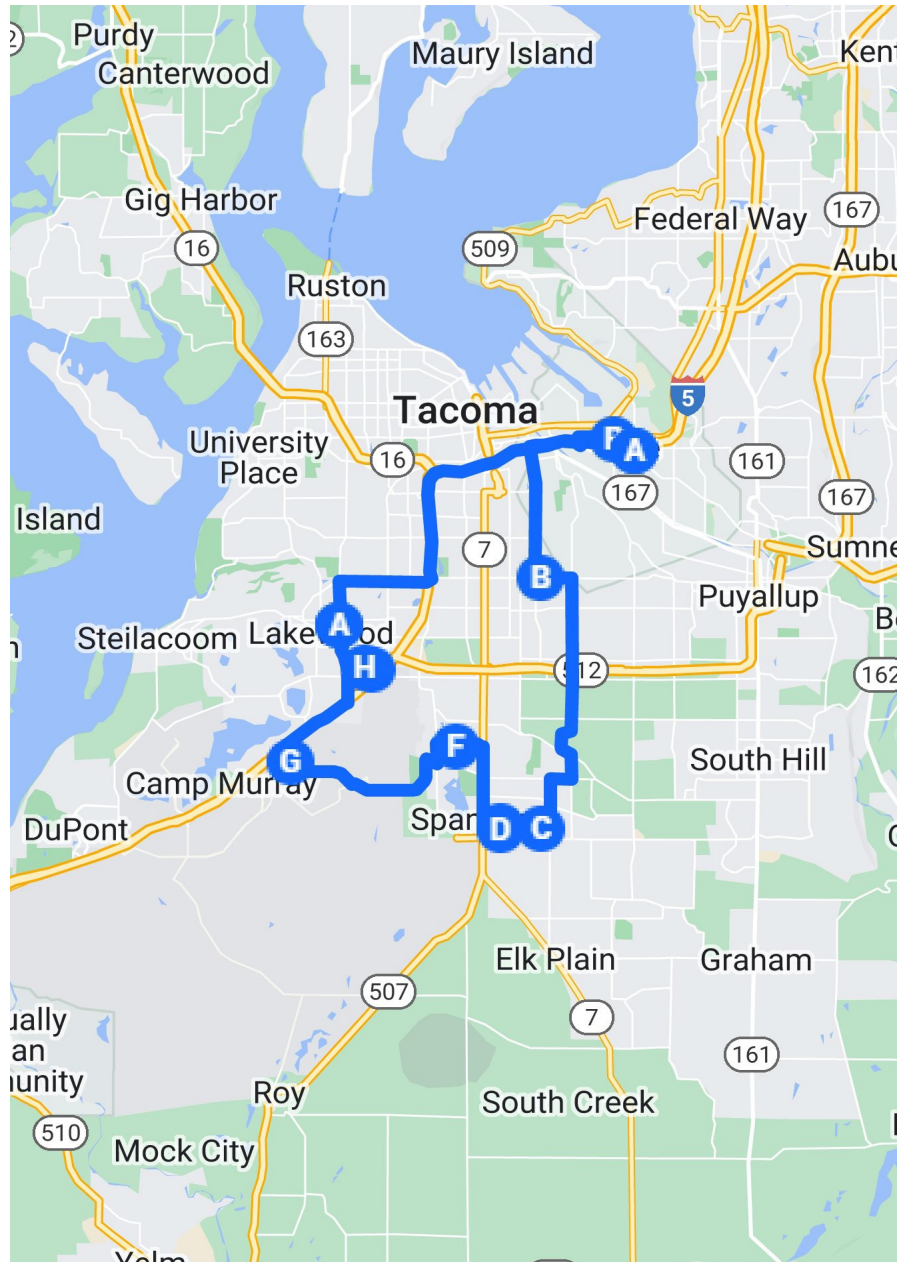 Purdy
Canterwood
Maury Island
Kent
Gig Harbor
16
Federal Way
167
509
Aubu
Ruston
163
5
Tacoma
A
University
Place
16
161
167
167
Island
7
Sumne
B
Puyallup
Steilacoom
Lakewood
A
H
512
162
F
G
Camp Murray
South Hill
DuPont
Span
D
C
Elk Plain
Graham
507
7
ually
an
unity
161
Roy
South Creek
510
Mock City
Yelm